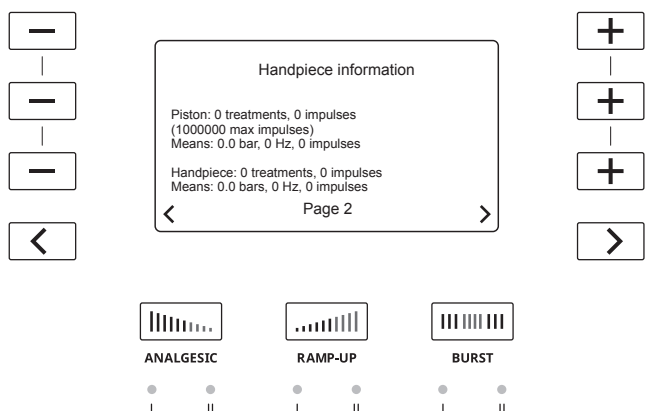 Handpiece information
Piston: 0 treatments, 0 impulses
(1000000 max impulses)
Means: 0.0 bar, 0 Hz, 0 impulses
Handpiece: 0 treatments, 0 impulses
Means: 0.0 bars, 0 Hz, 0 impulses
Page 2
ANALGESIC RAMP-UP BURST
I II I II I II